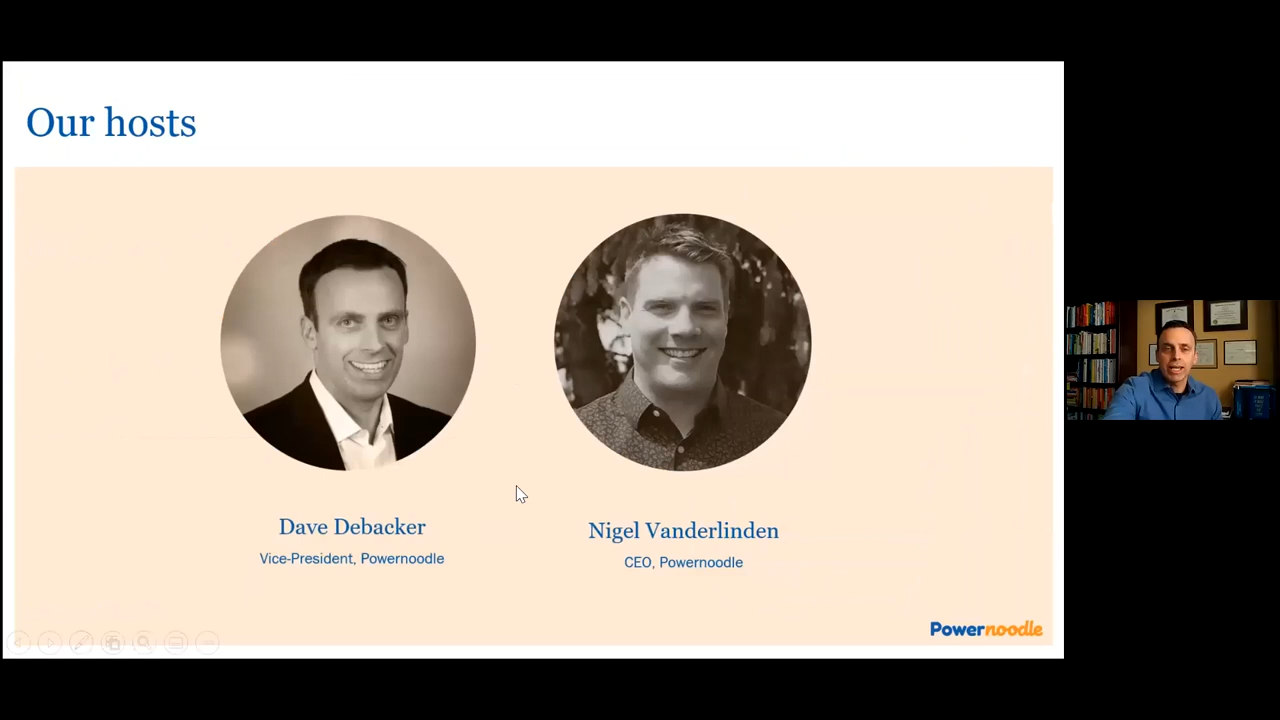 Our hosts
Dave Debacker
Vice-President, Powernoodle
Nigel Vanderlinden
CEO, Powernoodle
Powernoodle